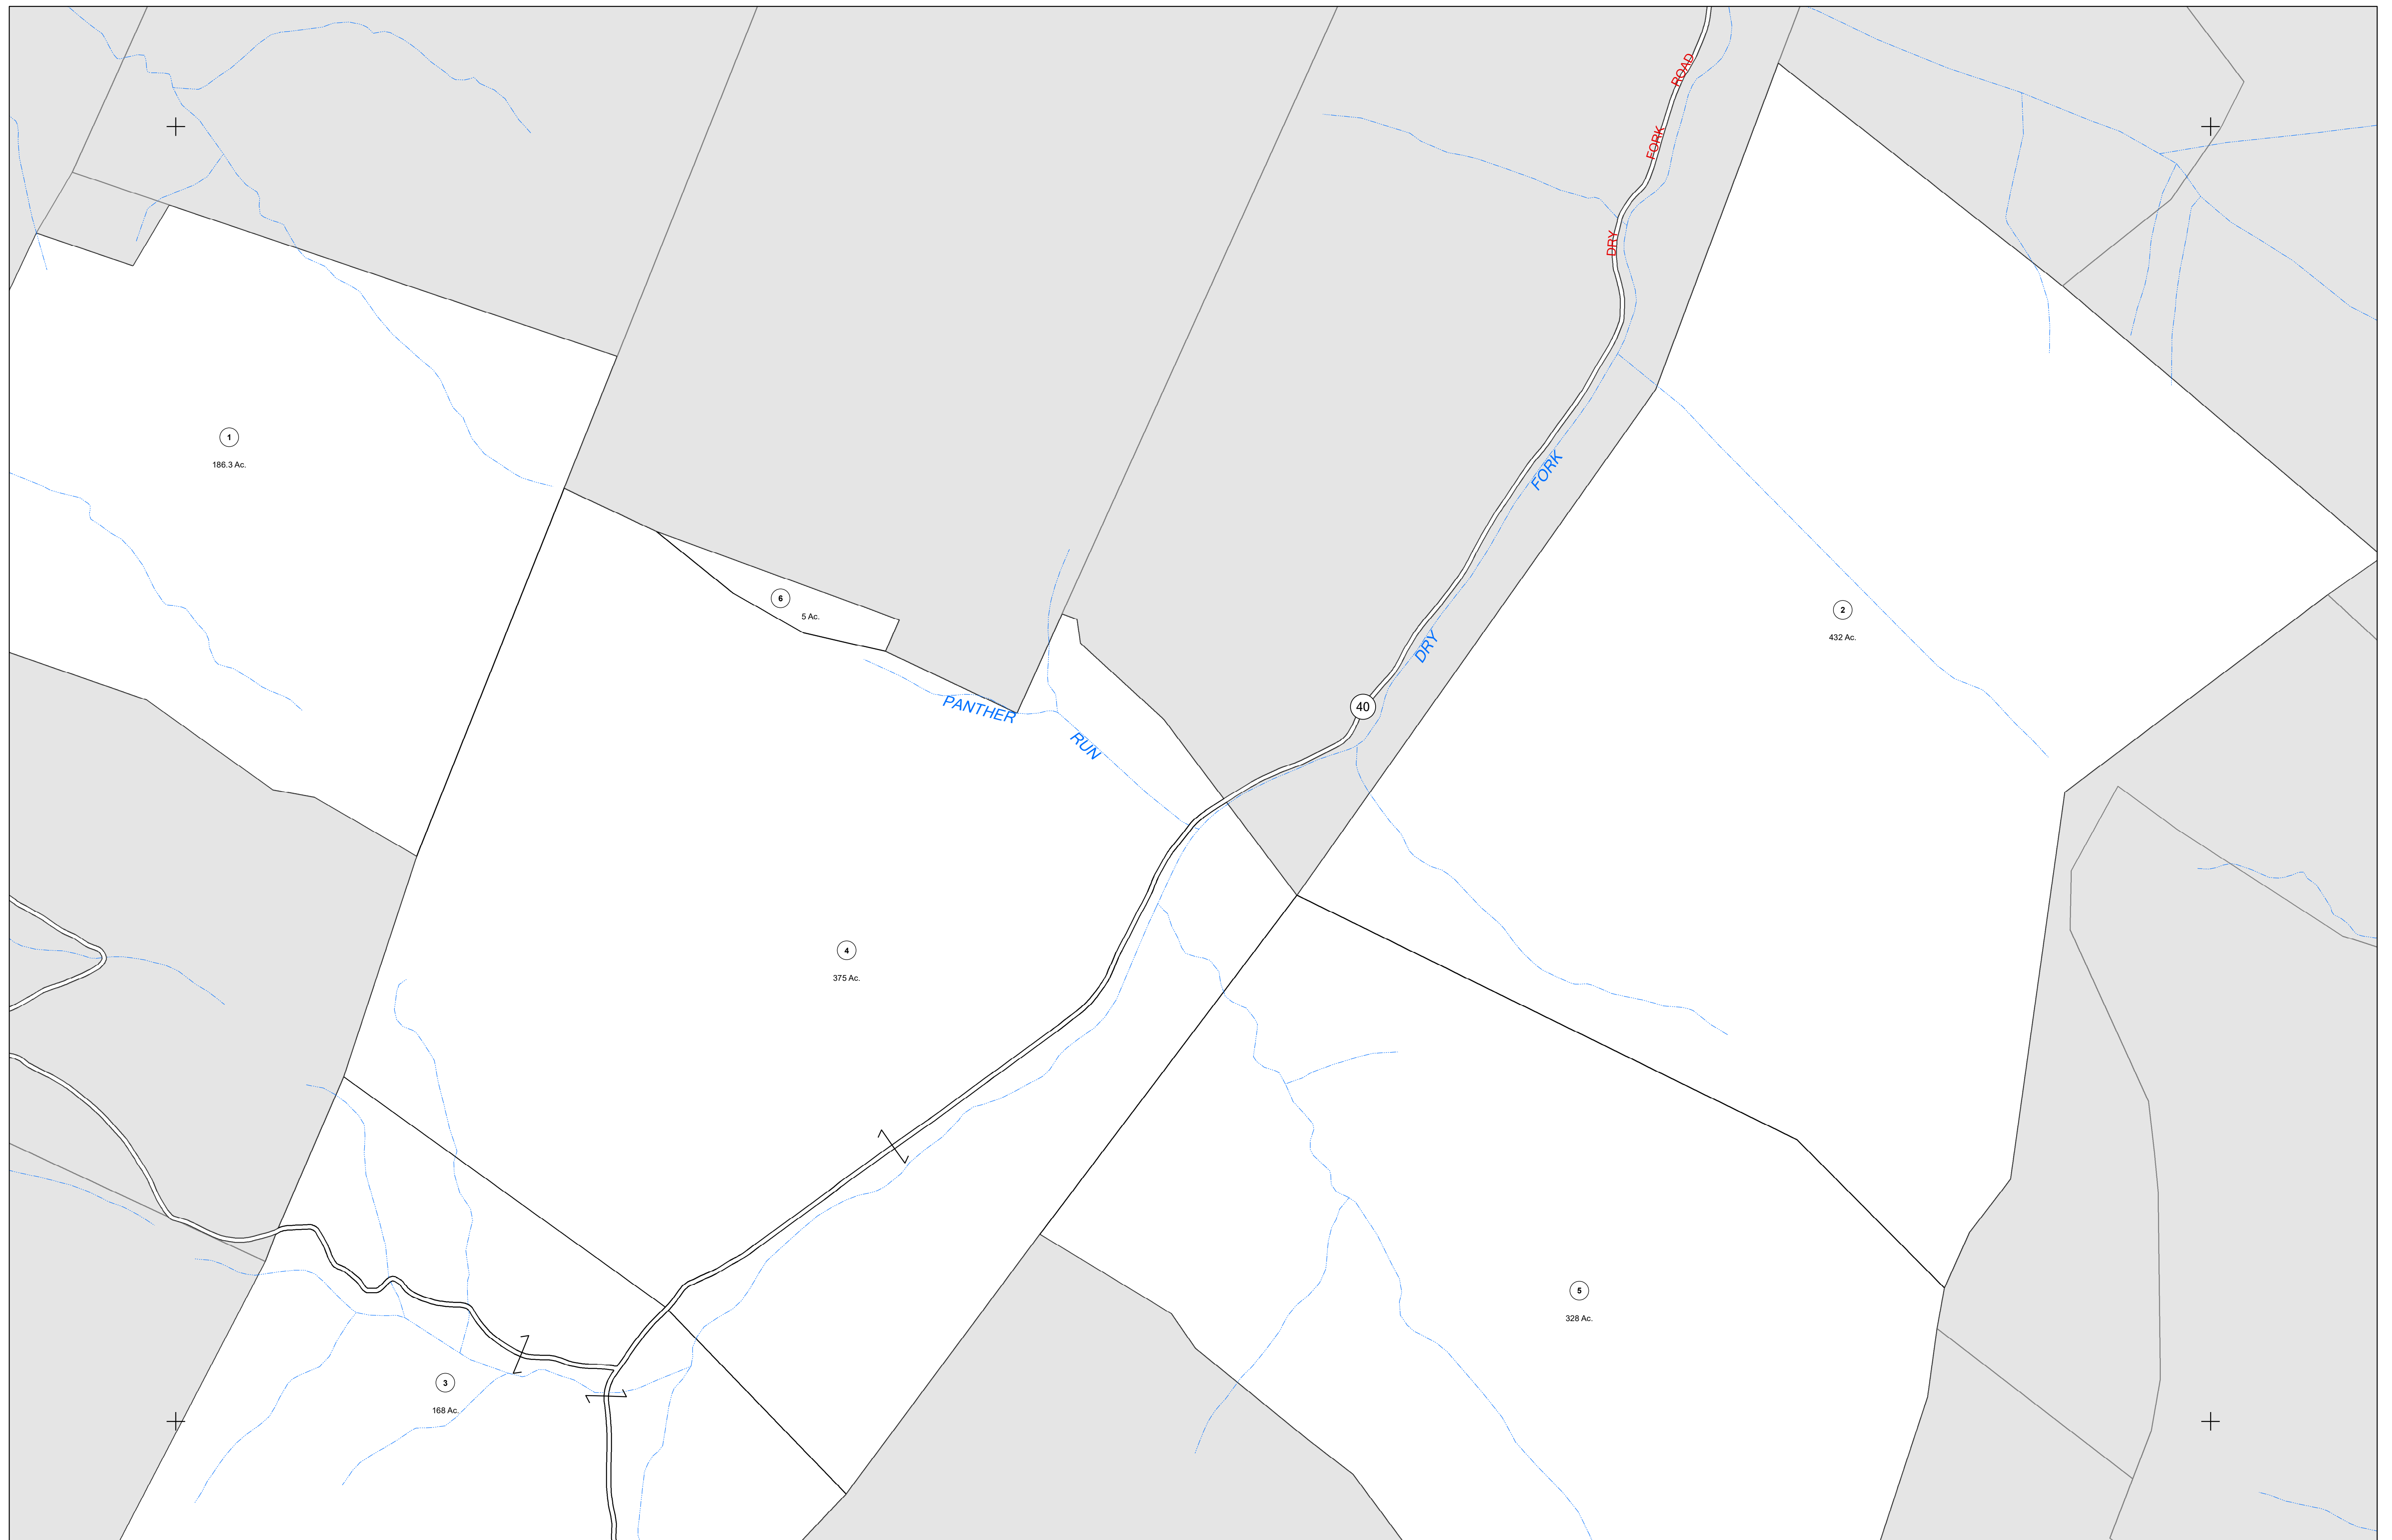 ROAD
FORK
DRY
1
186.3 Ac.
FORK
6
5 Ac.
2
432 Ac.
DRY
PANTHER
40
RUN
4
375 Ac.
5
328 Ac.
3
168 Ac.